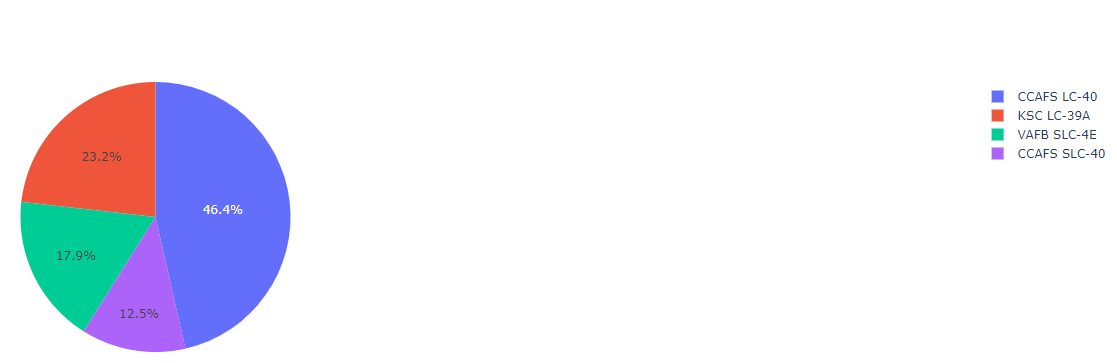 CCAFS LC-40
KSC LC-39A
VAFB SLC-4E
CCAFS SLC-40
23.2%
46.4%
17.9%
12.5%